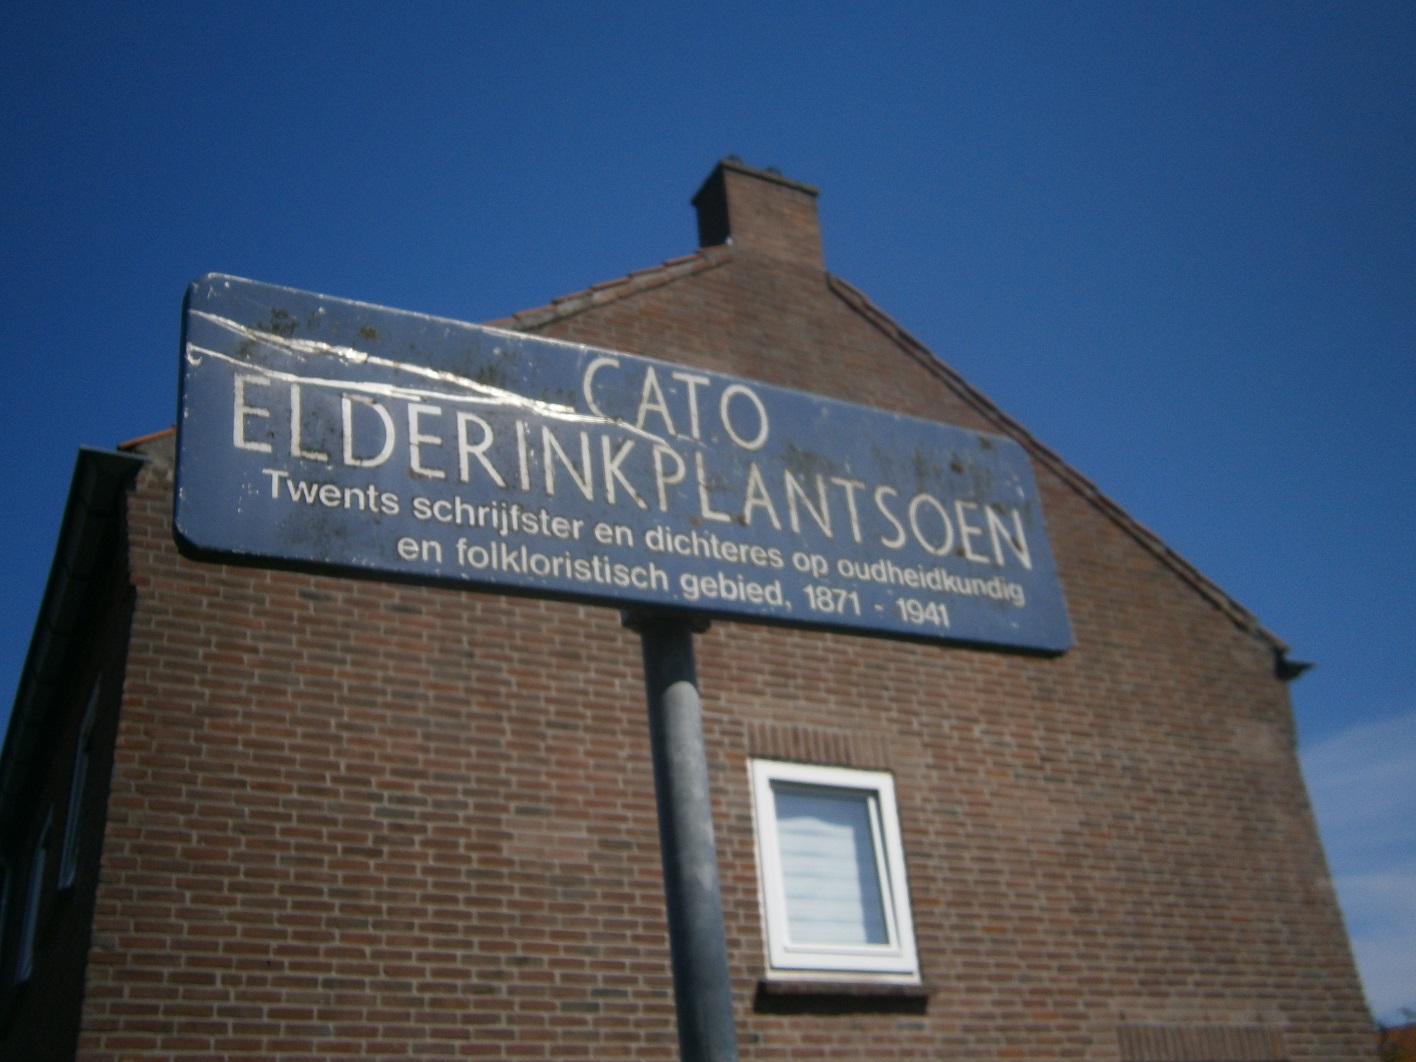 CATO
ELDERINKPLANTSOEN
Twents schrijfster en dichteres op oudheidkundig
en folkloristisch gebied, 1871 - 1941